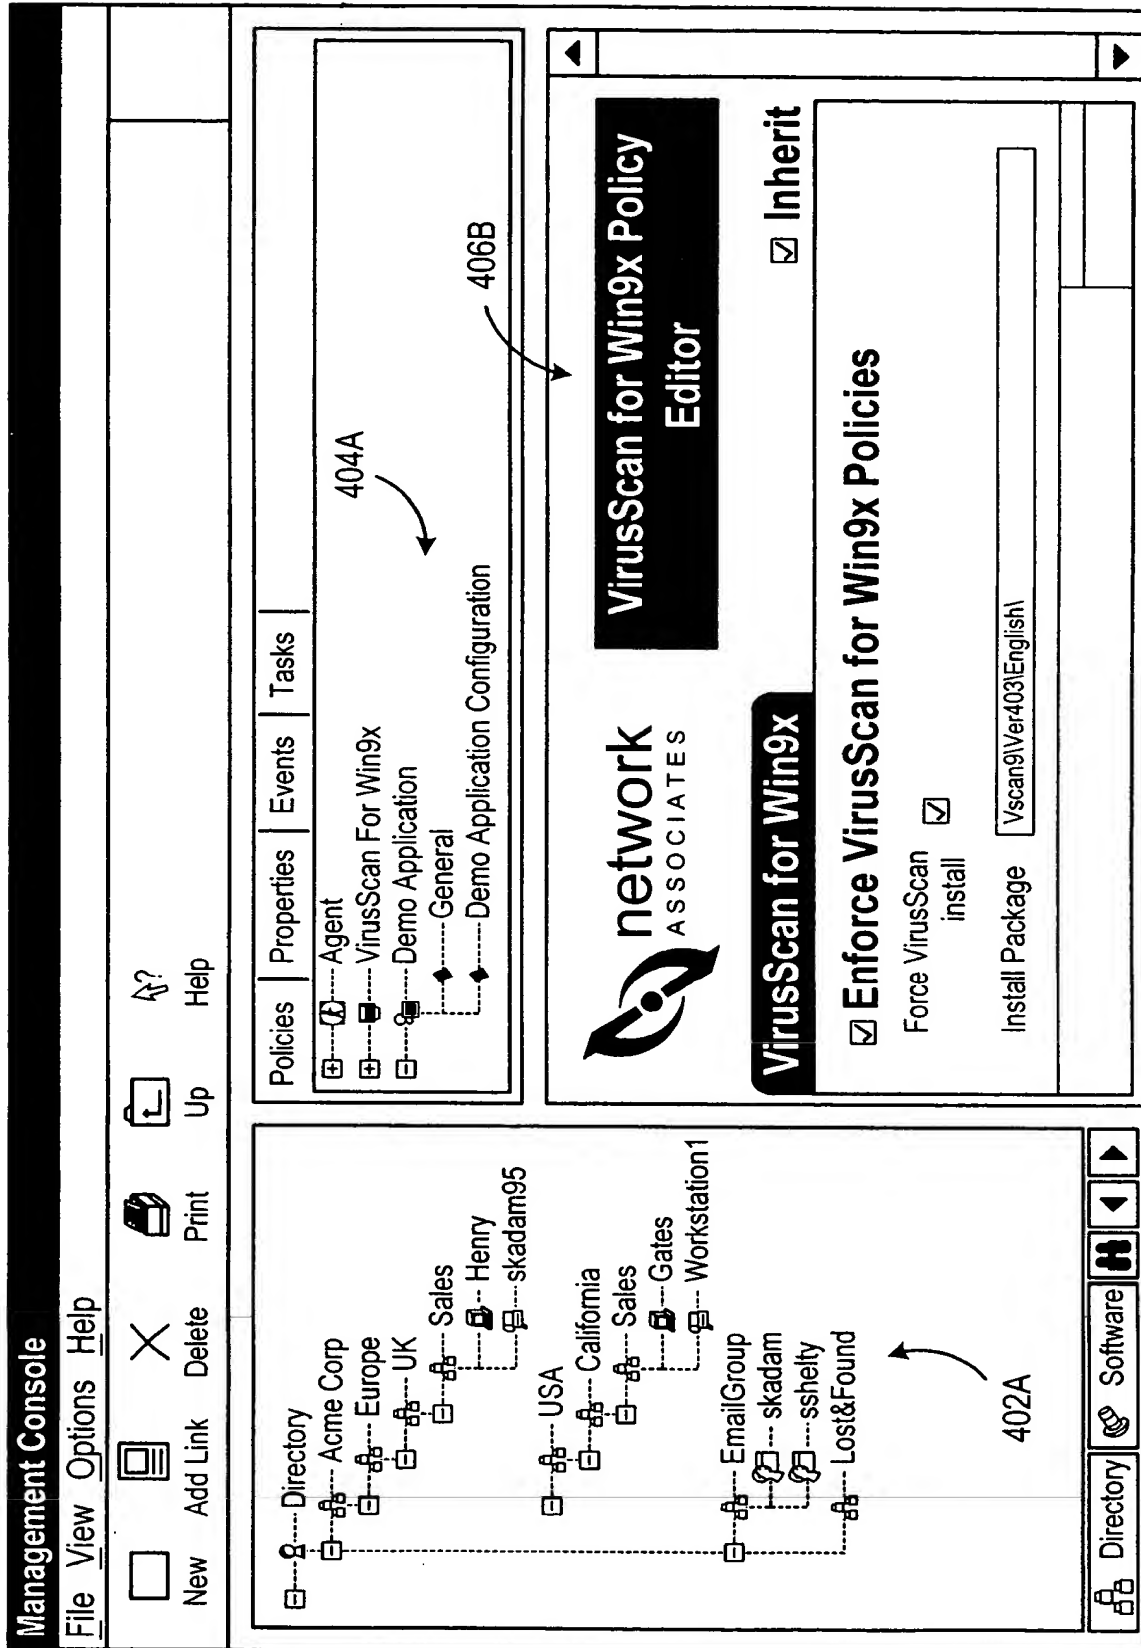 Management Console
File View Options Help
New Add Link Delete Print Up Help
Directory
Acme Corp
Europe
UK
Sales
Henry
skadam95
USA
California
Sales
Gates
Workstation1
EmailGroup
skadam
sshelty
Lost&Found
402A
Directory Software
Policies Properties Events Tasks
Agent
VirusScan For Win9x
Demo Application
General
Demo Application Configuration
404A
406B
network
ASSOCIATES
VirusScan for Win9x Policy
Editor
VirusScan for Win9x
Inherit
Enforce VirusScan for Win9x Policies
Force VirusScan
install
Install Package Vscan9\Ver403\English\